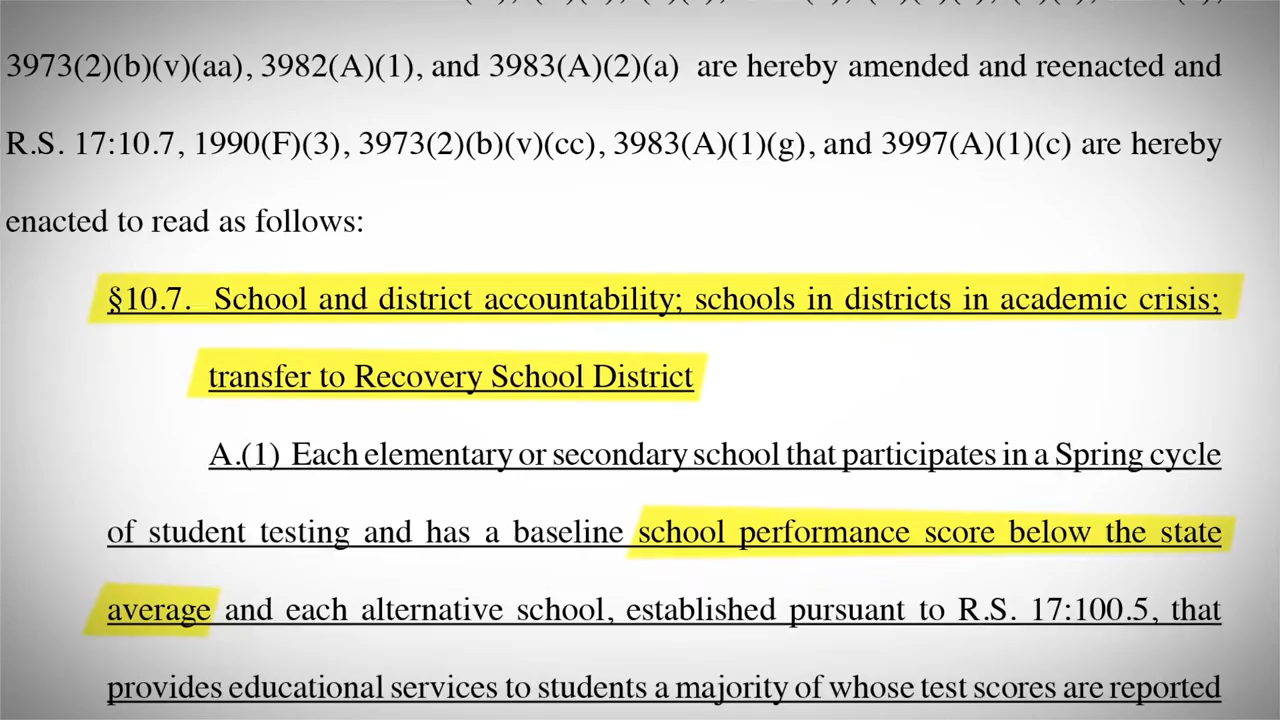 3973(2)(b)(v)(aa), 3982(A)(1), and 3983(A)(2)(a) are hereby amended and reenacted and
R.S. 17:10.7, 1990(F)(3), 3973(2)(b)(v)(cc), 3983(A)(1)(g), and 3997(A)(1)(c) are hereby
enacted to read as follows:
§10.7. School and district accountability; schools in districts in academic crisis;
transfer to Recovery School District
A.(1) Each elementary or secondary school that participates in a Spring cycle
of student testing and has a baseline school performance score below the state
average and each alternative school, established pursuant to R.S. 17:100.5, that
provides educational services to students a majority of whose test scores are reported